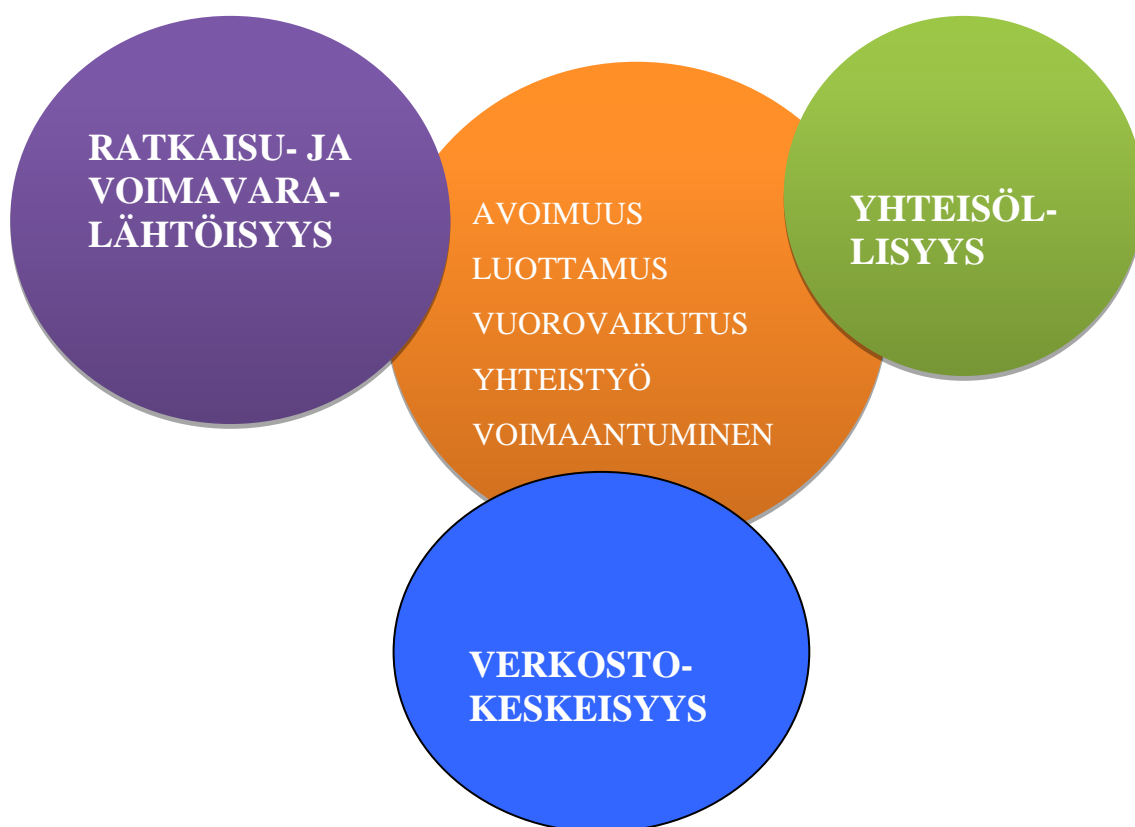 RATKAISU- JA
VOIMAVARA-
LÄHTÖISYYS
AVOIMUUS
LUOTTAMUS
VUOROVAIKUTUS
YHTEISTYÖ
VOIMAANTUMINEN
YHTEISÖL-
LISYYS
VERKOSTO-
KESKEISYYS